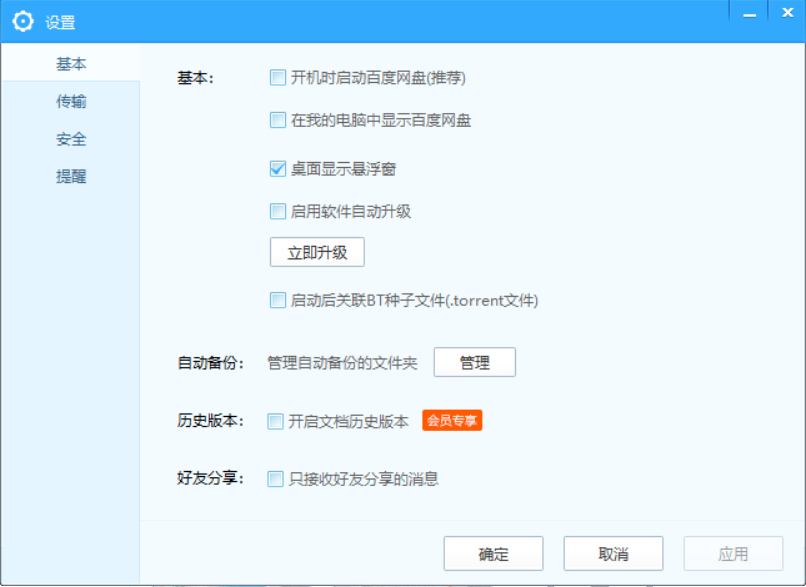 设置
基本
传输
安全
提醒
基本：
开机时启动百度网盘(推荐)
在我的电脑中显示百度网盘
桌面显示悬浮窗
启用软件自动升级
立即升级
启动后关联BT种子文件(.torrent文件)
自动备份： 管理自动备份的文件夹 管理
历史版本： 开启文档历史版本 会员专享
好友分享： 只接收好友分享的消息
确定 取消 应用